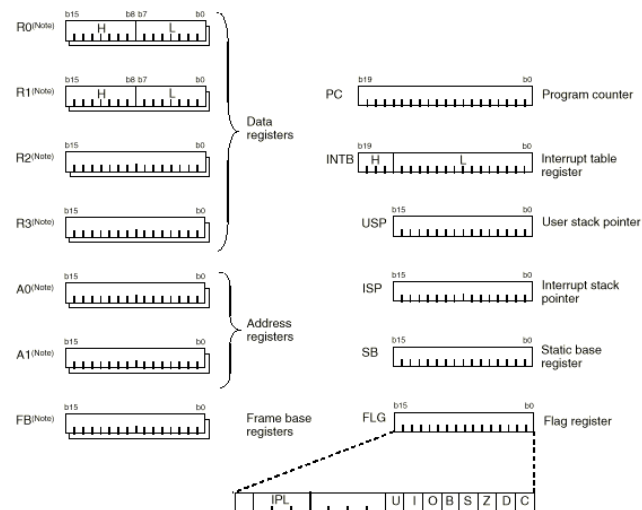 b15 b8 b7 b0
R0(Note) H L
b15 b8 b7 b0
R1(Note) H L
b15 b0
R2(Note)
b15 b0
R3(Note)
Data
registers
b15 b0
A0(Note)
b15 b0
A1(Note)
Address
registers
b15 b0
FB(Note)
Frame base
registers
b19 b0
PC Program counter
b19 b0
INTB H L Interrupt table
register
b15 b0
USP User stack pointer
b15 b0
ISP Interrupt stack
pointer
b15 b0
SB Static base
register
b15 b0
FLG Flag register
IPL U I O B S Z D C